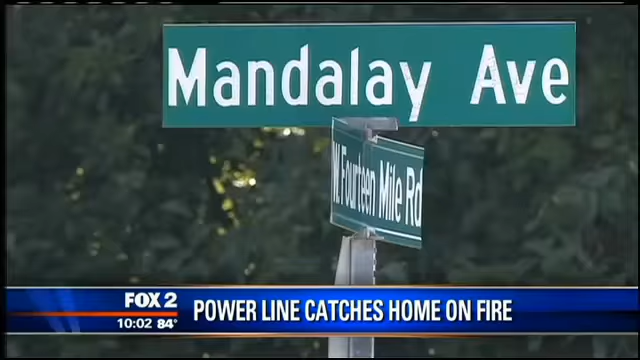 Mandalay Ave
W. Fourteen Mile Rd
FOX 2
10:02 84°
POWER LINE CATCHES HOME ON FIRE